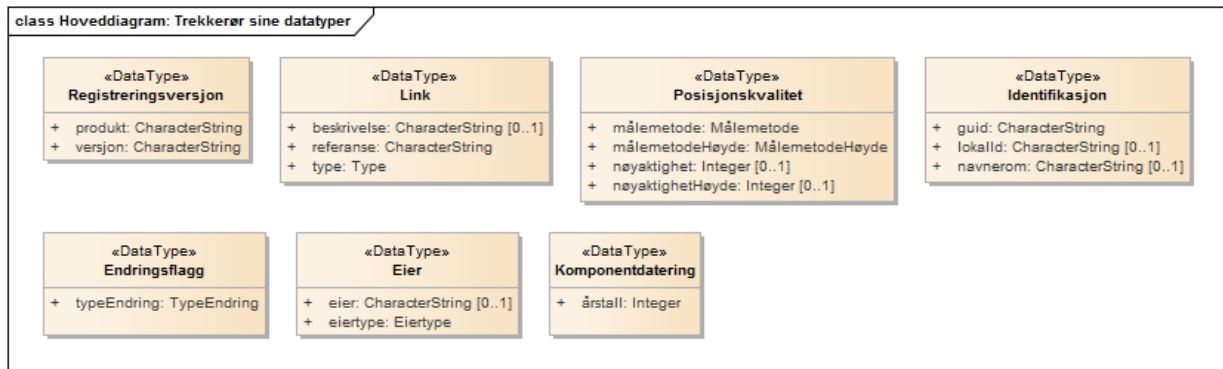 class Hoveddiagram: Trekkerør sine datatyper
«DataType»
Registreringsversjon
+ produkt: CharacterString
+ versjon: CharacterString
«DataType»
Link
+ beskrivelse: CharacterString [0..1]
+ referanse: CharacterString
+ type: Type
«DataType»
Posisjonskvalitet
+ målemetode: Målemetode
+ målemetodeHøyde: MålemetodeHøyde
+ nøyaktighet: Integer [0..1]
+ nøyaktighetHøyde: Integer [0..1]
«DataType»
Identifikasjon
+ guid: CharacterString
+ lokalId: CharacterString [0..1]
+ navnerom: CharacterString [0..1]
«DataType»
Endringsflagg
+ typeEndring: TypeEndring
«DataType»
Eier
+ eier: CharacterString [0..1]
+ eiertype: Eiertype
«DataType»
Komponentdatering
+ årstall: Integer